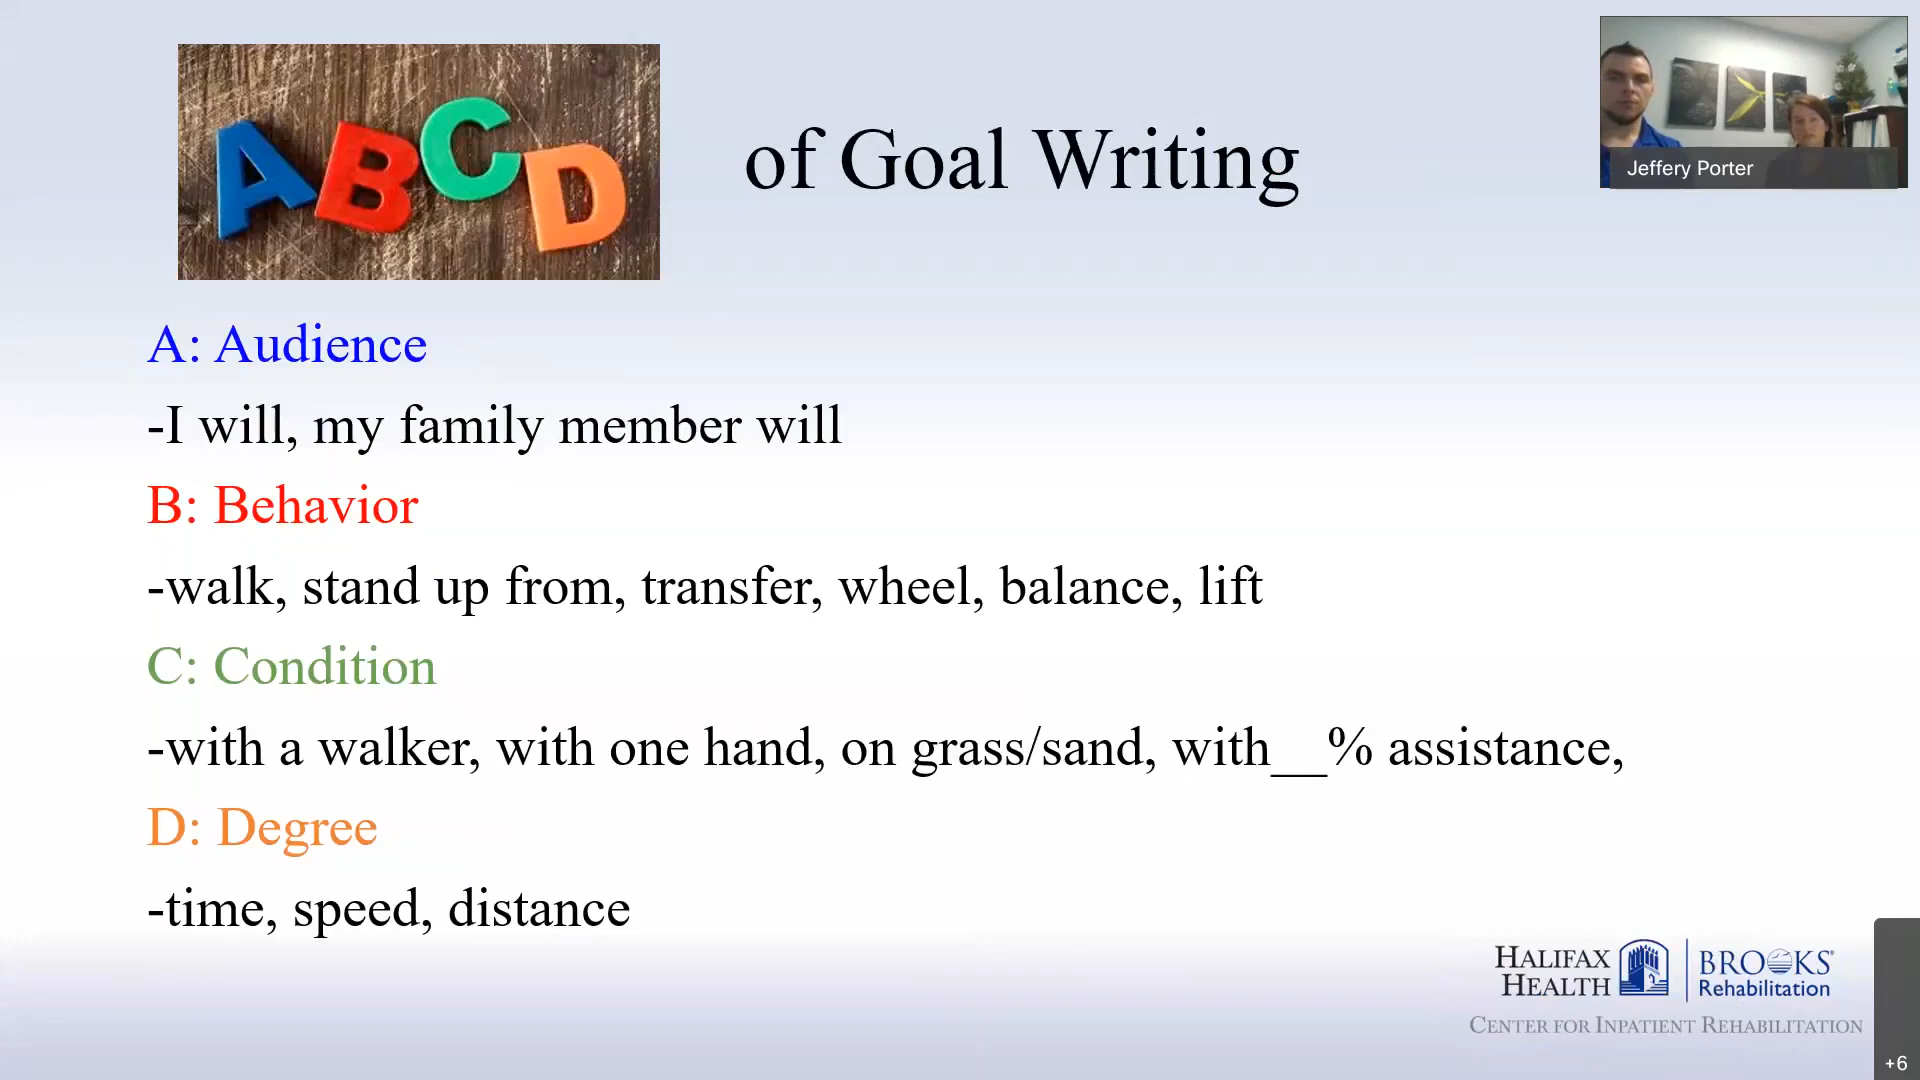 ABCD
of Goal Writing
Jeffery Porter
A: Audience
-I will, my family member will
B: Behavior
-walk, stand up from, transfer, wheel, balance, lift
C: Condition
-with a walker, with one hand, on grass/sand, with__% assistance,
D: Degree
-time, speed, distance
HALIFAX
HEALTH
BROOKS®
Rehabilitation
CENTER FOR INPATIENT REHABILITATION
+6